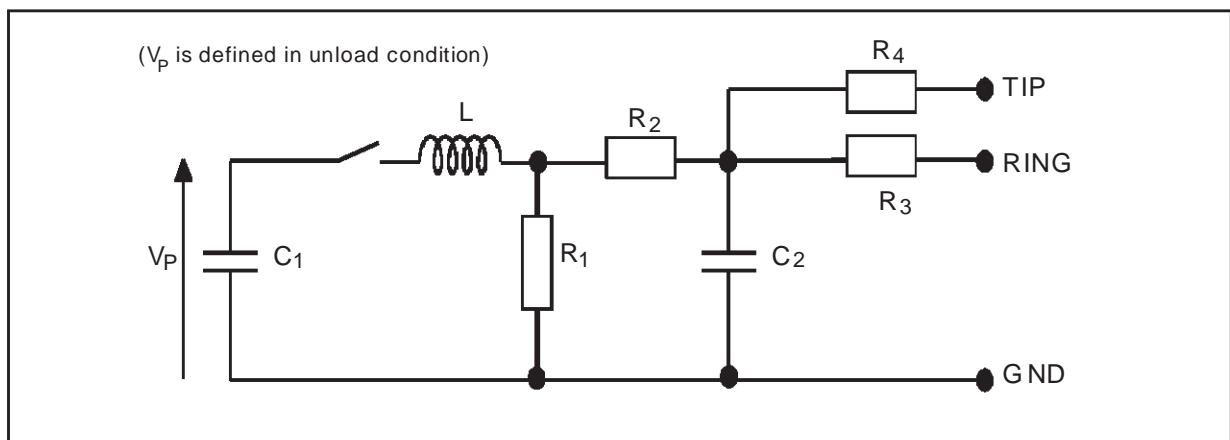 (VP is defined in unload condition)
R4
TIP
L
R2
RING
R3
VP
C1
R1
C2
GND